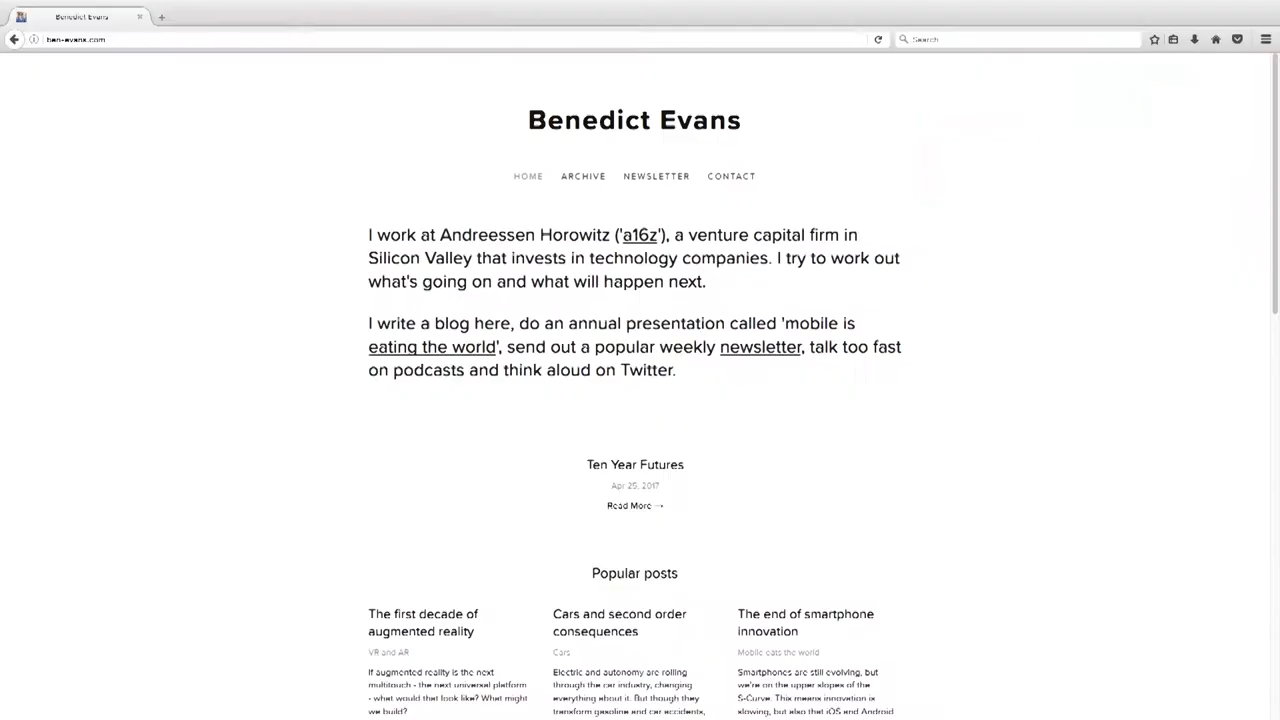 Benedict Evans
ben-evans.com
Search
Benedict Evans
HOME ARCHIVE NEWSLETTER CONTACT
I work at Andreessen Horowitz ('a16z'), a venture capital firm in
Silicon Valley that invests in technology companies. I try to work out
what's going on and what will happen next.
I write a blog here, do an annual presentation called 'mobile is
eating the world', send out a popular weekly newsletter, talk too fast
on podcasts and think aloud on Twitter.
Ten Year Futures
Apr 25, 2017
Read More →
Popular posts
The first decade of
augmented reality
VR and AR
If augmented reality is the next
multitouch - the next universal platform
- what would that look like? What might
we build?
Cars and second order
consequences
Cars
Electric and autonomy are rolling
through the car industry, changing
everything about it. But though they
transform gasoline and car accidents,
The end of smartphone
innovation
Mobile eats the world
Smartphones are still evolving, but
we're on the upper slopes of the
S-Curve. This means innovation is
slowing, but also that iOS and Android